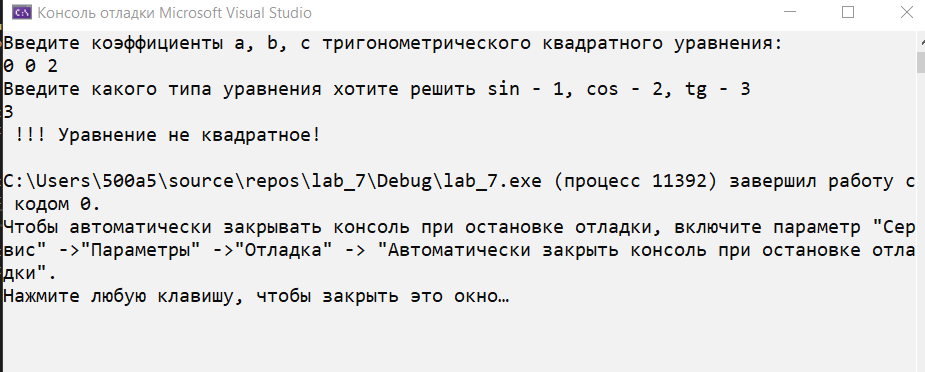 Консоль отладки Microsoft Visual Studio
Введите коэффициенты a, b, c тригонометрического квадратного уравнения:
0 0 2
Введите какого типа уравнения хотите решить sin - 1, cos - 2, tg - 3
3
!!! Уравнение не квадратное!
C:\Users\500a5\source\repos\lab_7\Debug\lab_7.exe (процесс 11392) завершил работу с
кодом 0.
Чтобы автоматически закрывать консоль при остановке отладки, включите параметр "Сер
вис" ->"Параметры" ->"Отладка" -> "Автоматически закрыть консоль при остановке отла
дки".
Нажмите любую клавишу, чтобы закрыть это окно…